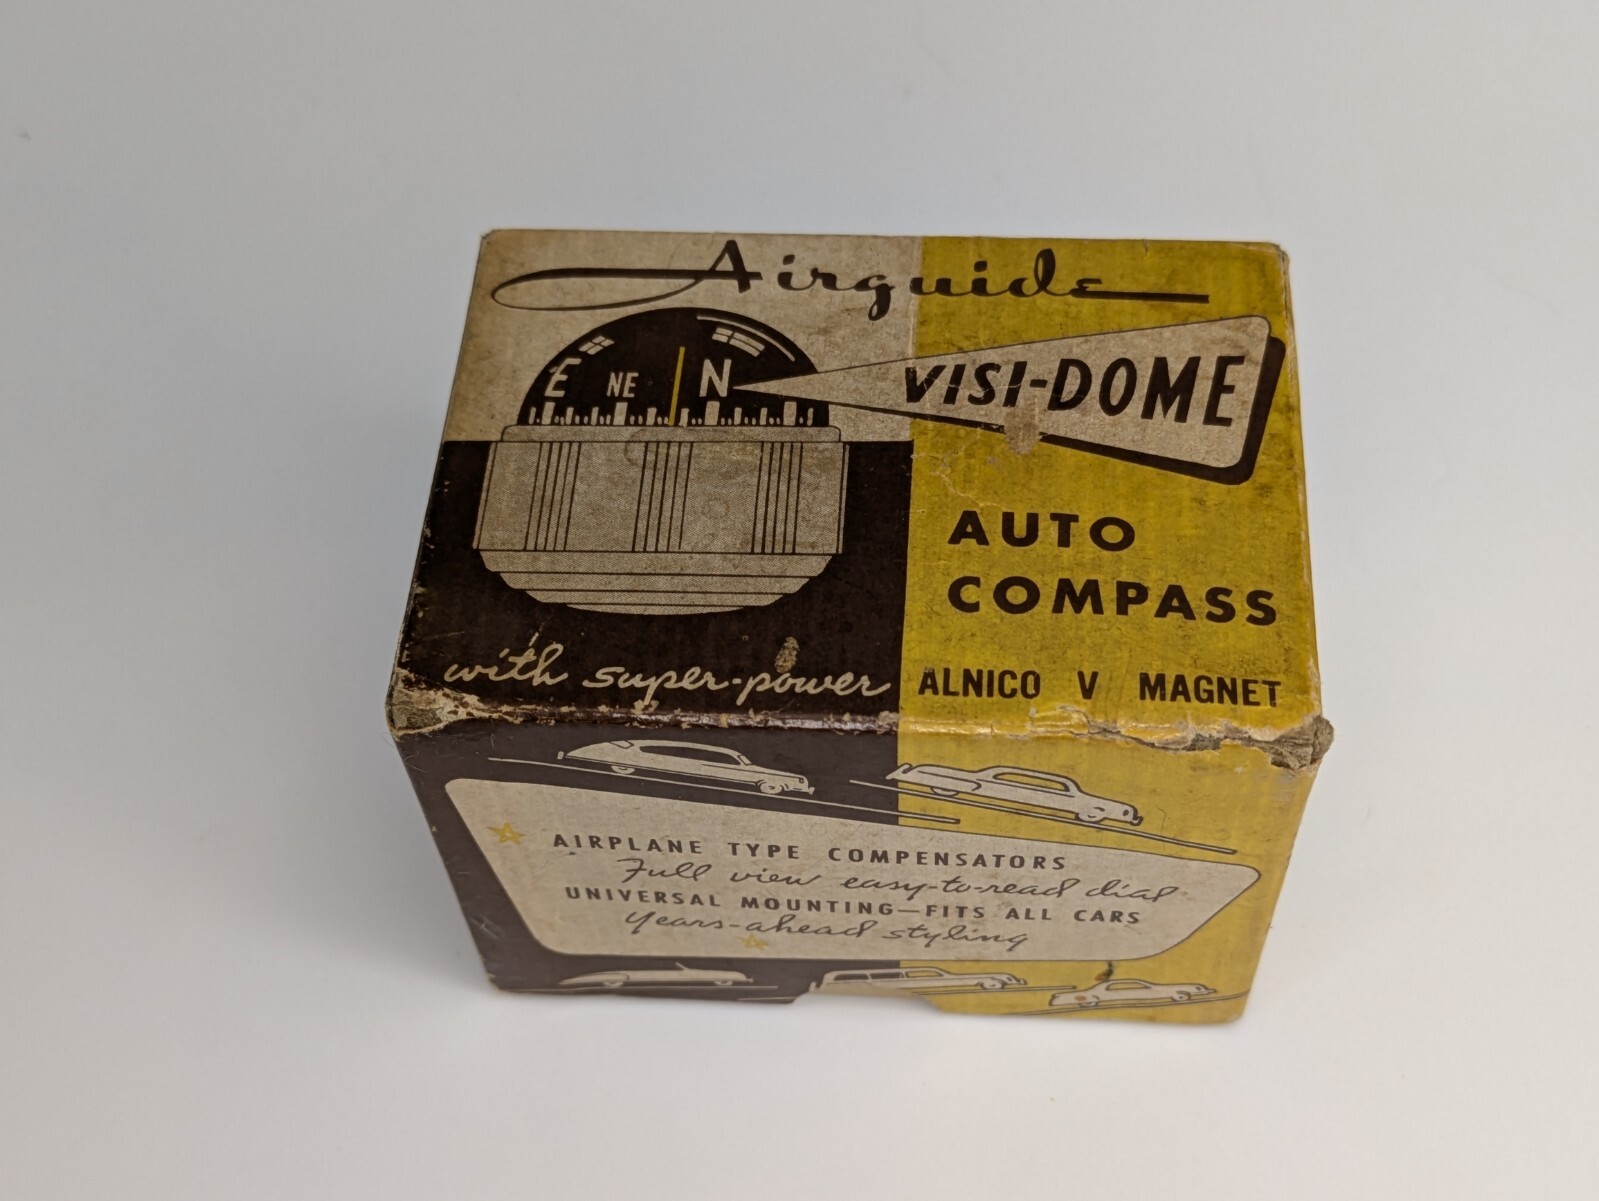 Airguide
E NE N
VISI-DOME
AUTO
COMPASS
with super-power ALNICO V MAGNET
AIRPLANE TYPE COMPENSATORS
Full view easy-to-read dial
UNIVERSAL MOUNTING—FITS ALL CARS
Years-ahead styling